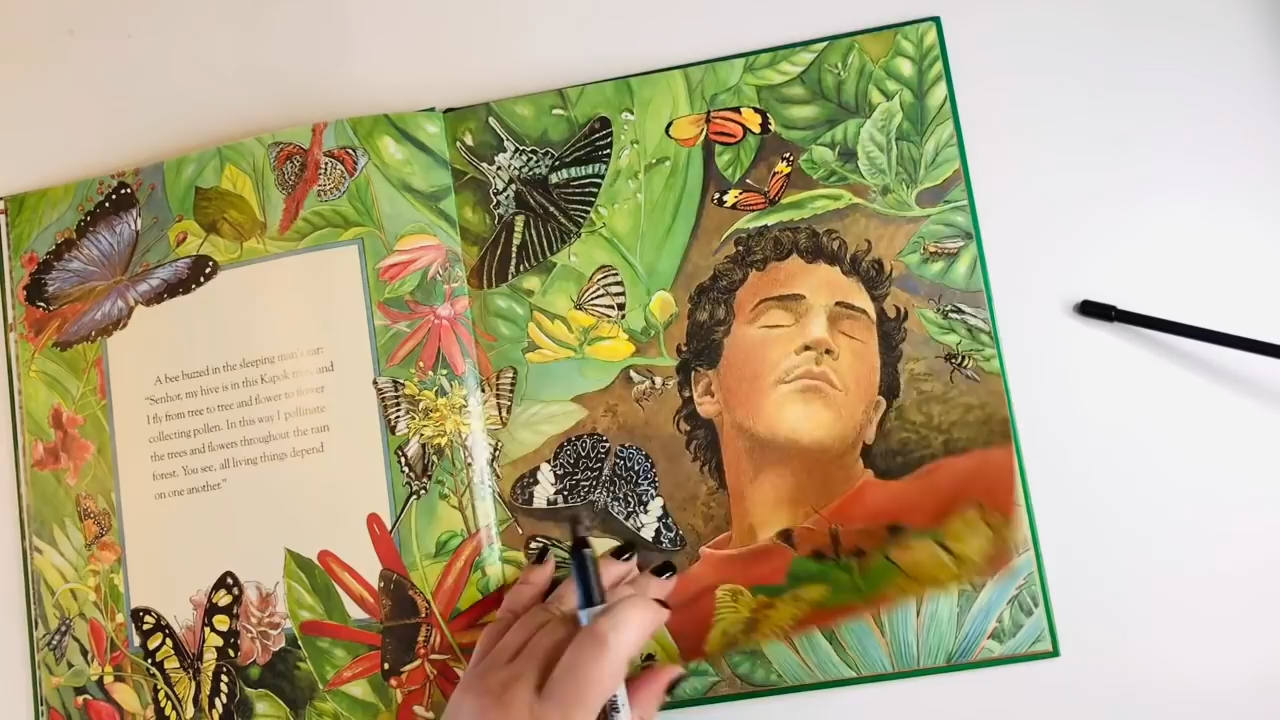 A bee buzzed in the sleeping man's ear:
"Senhor, my hive is in this Kapok tree, and
I fly from tree to tree and flower to flower
collecting pollen. In this way I pollinate
the trees and flowers throughout the rain
forest. You see, all living things depend
on one another."